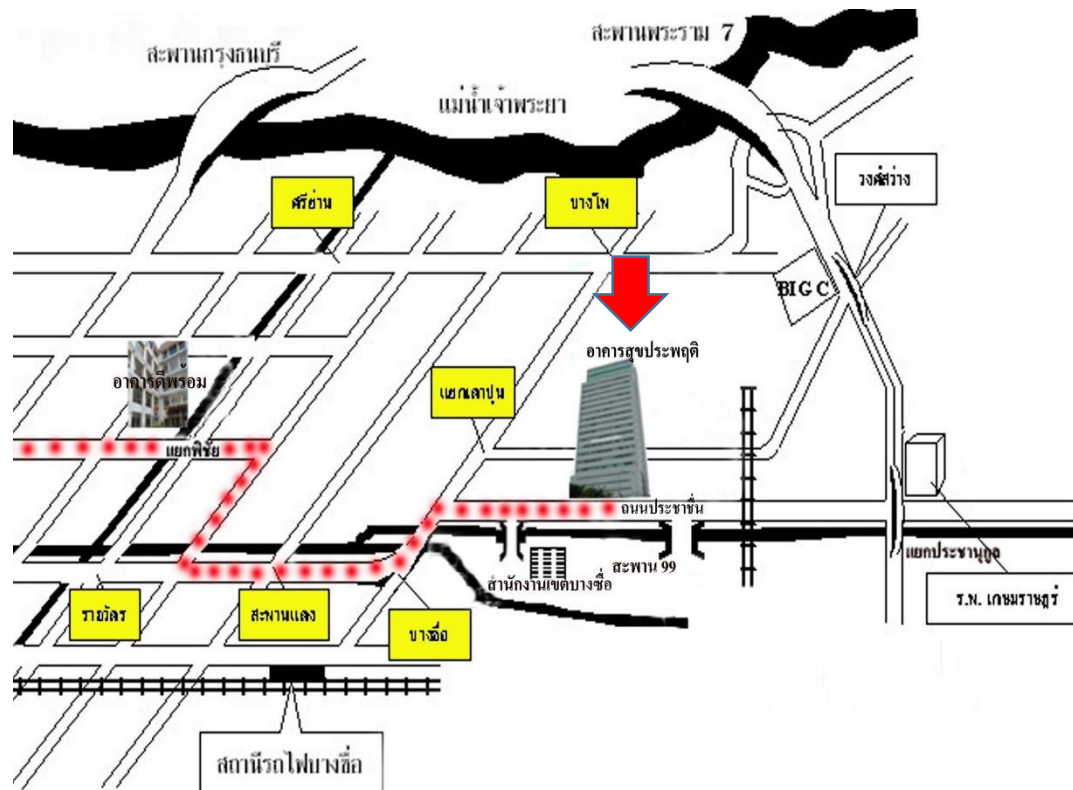 สะพานพระราม 7
สะพานกรุงธนบุรี
แม่น้ำเจ้าพระยา
วงศ์สว่าง
ศรีย่าน
บางโพ
BIG C
อาคารสุขประพฤติ
อาคารดีพร้อม
แยกเตาปูน
แยกพิชัย
ถนนประชาชื่น
แยกประชานุกูล
สะพาน 99
สำนักงานเขตบางซื่อ
ร.พ. เกษมราษฎร์
ราชวัตร
สะพานแดง
บางซื่อ
สถานีรถไฟบางซื่อ